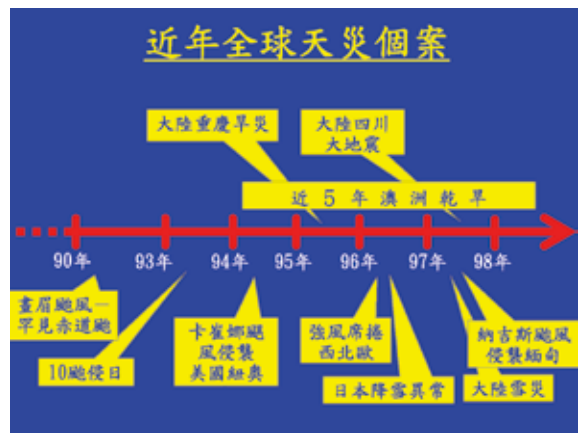 近年全球天災個案
大陸重慶旱災
大陸四川
大地震
近5年澳洲乾旱
90年
93年
94年
95年
96年
97年
98年
畫眉颱風—
罕見赤道颱
10颱侵日
卡崔娜颶
風侵襲
美國紐奧
強風席捲
西北歐
日本降雪異常
大陸雪災
納吉斯颱風
侵襲緬甸